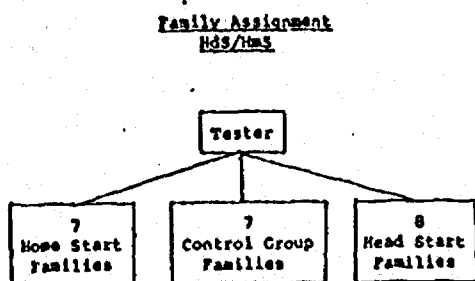 Family Assignment
HdS/HmS
Tester
7
Home Start
Families
7
Control Group
Families
8
Head Start
Families